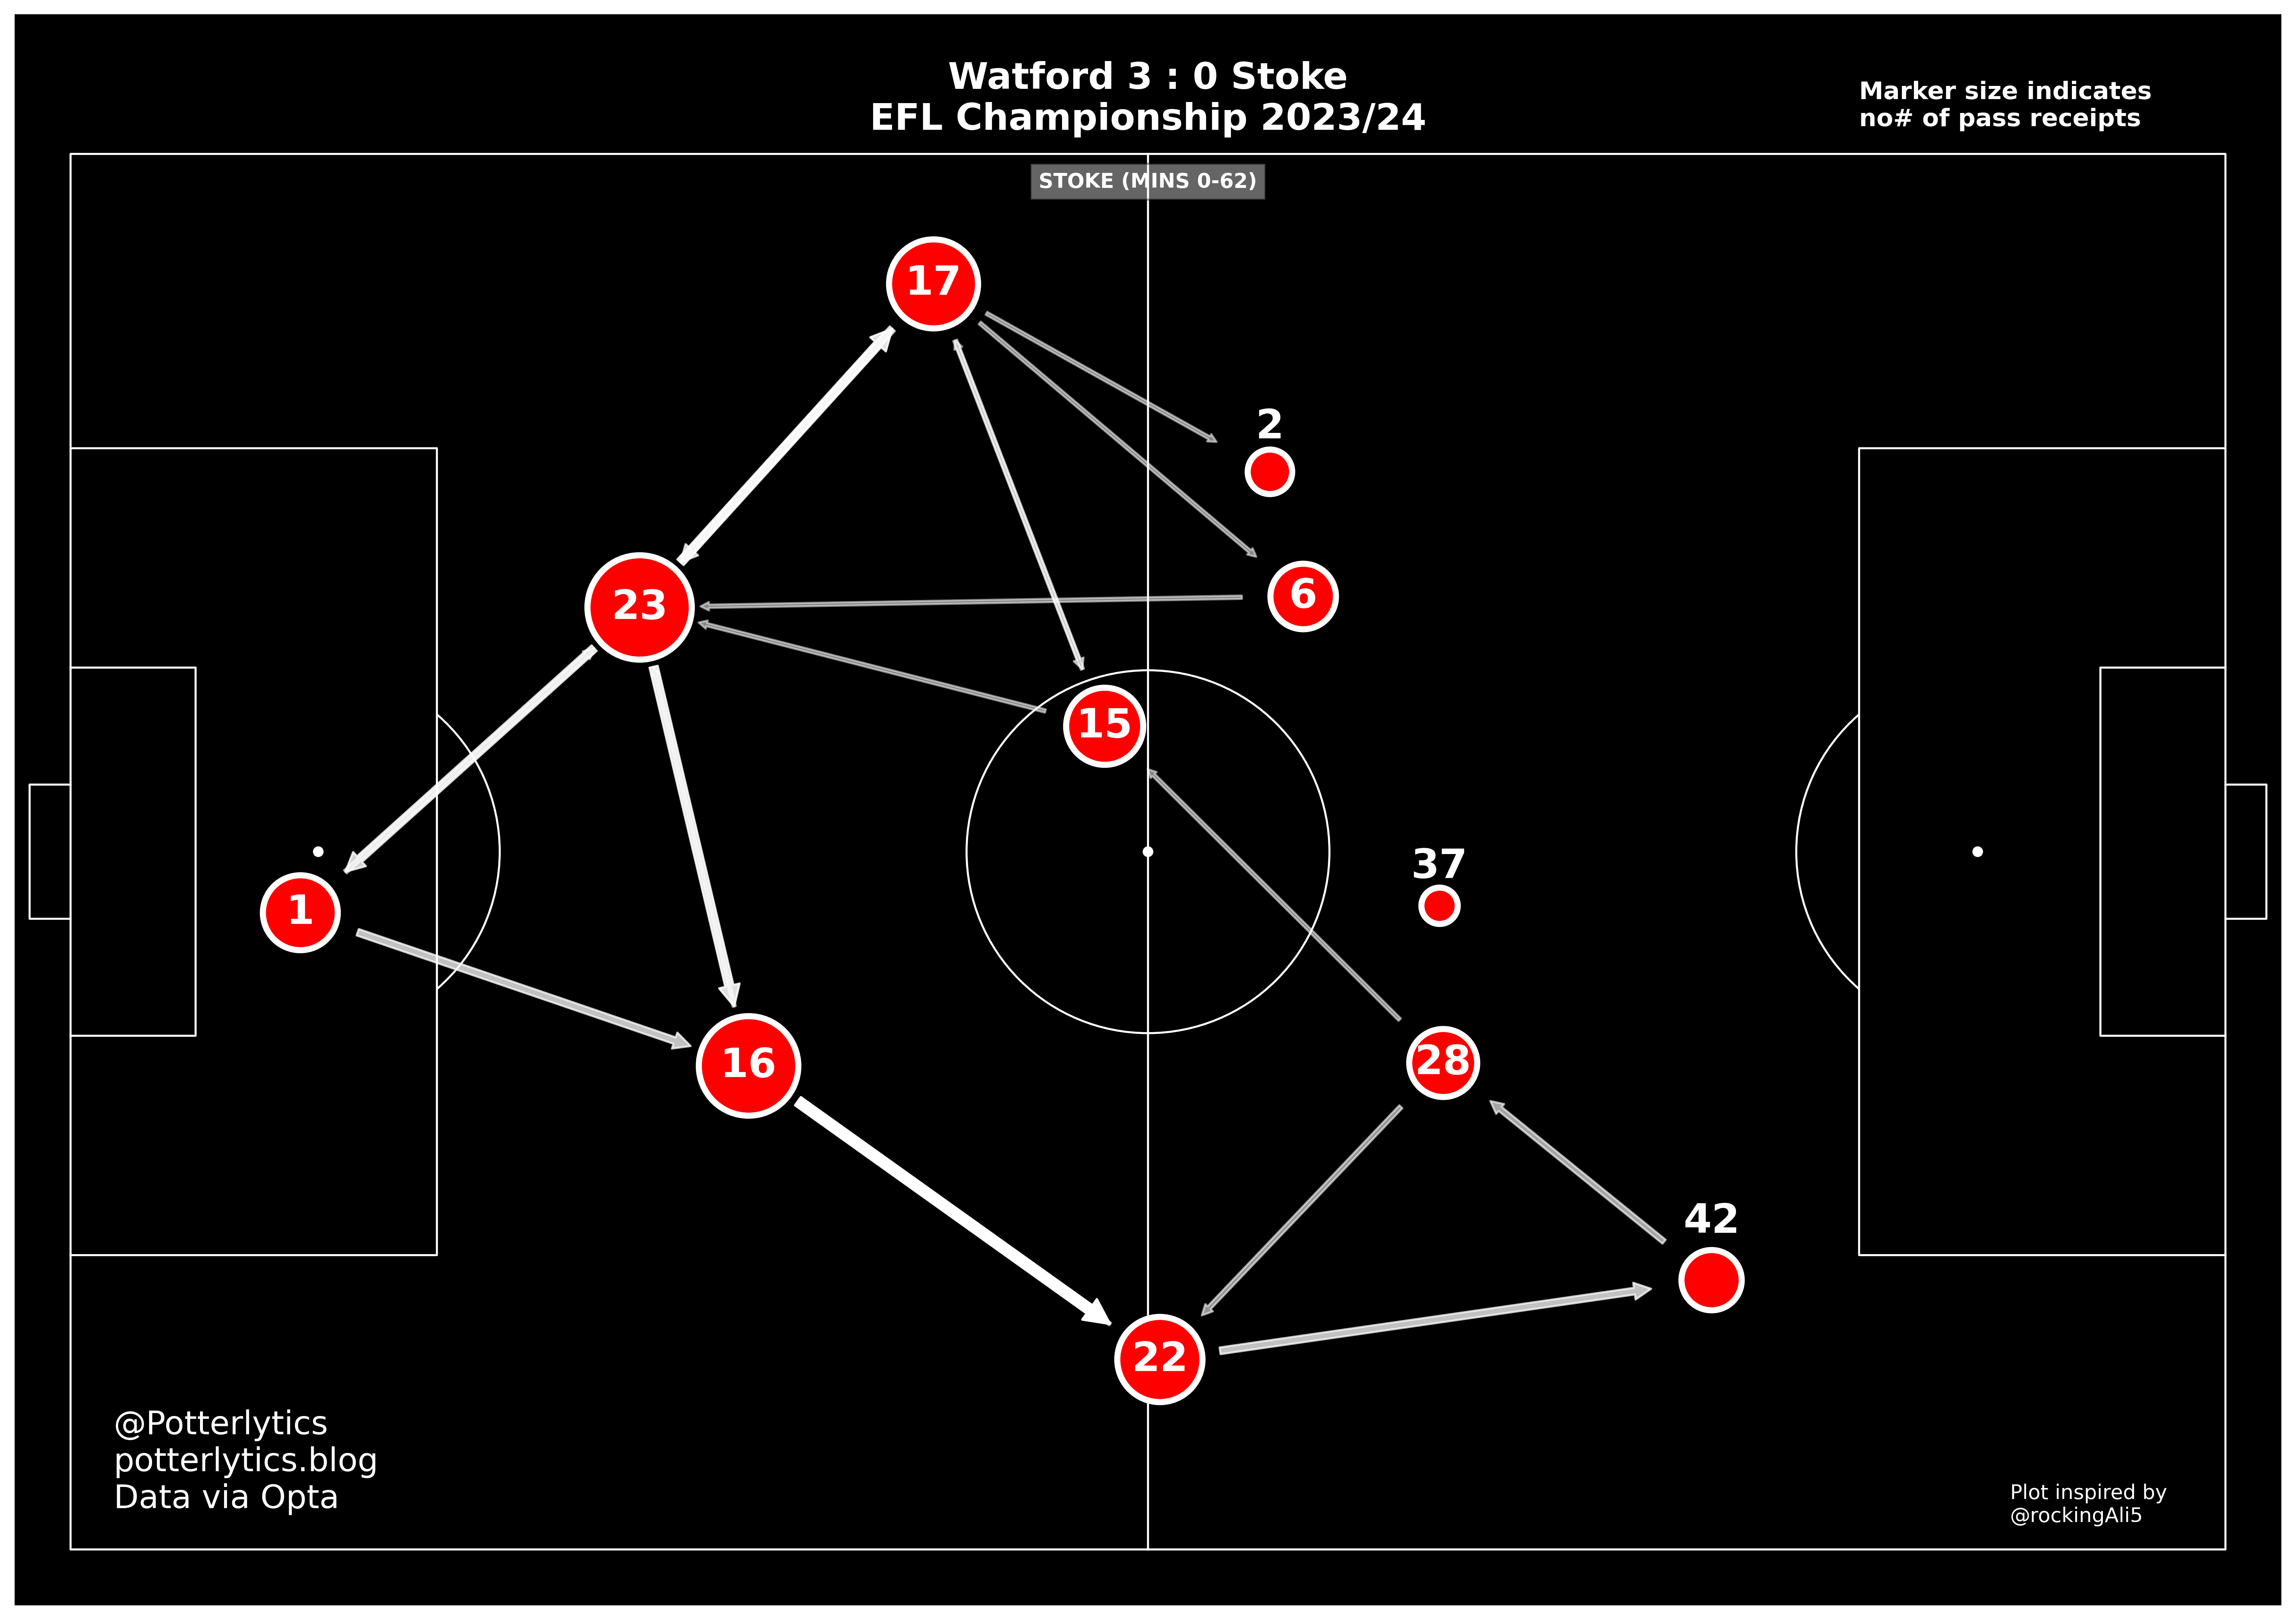 Watford 3 : 0 Stoke
EFL Championship 2023/24
Marker size indicates
no# of pass receipts
STOKE (MINS 0-62)
17
2
23
6
15
37
1
16
28
42
22
@Potterlytics
potterlytics.blog
Data via Opta
Plot inspired by
@rockingAli5